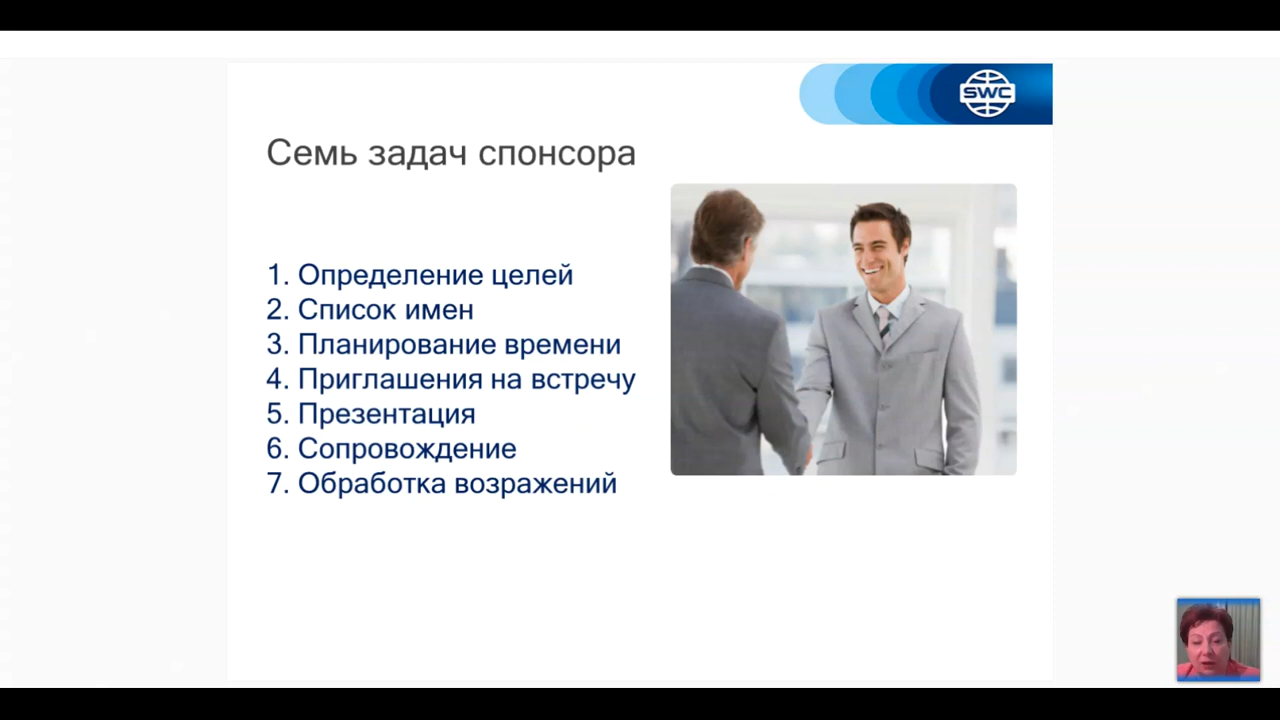 SWC
Семь задач спонсора
1. Определение целей
2. Список имен
3. Планирование времени
4. Приглашения на встречу
5. Презентация
6. Сопровождение
7. Обработка возражений